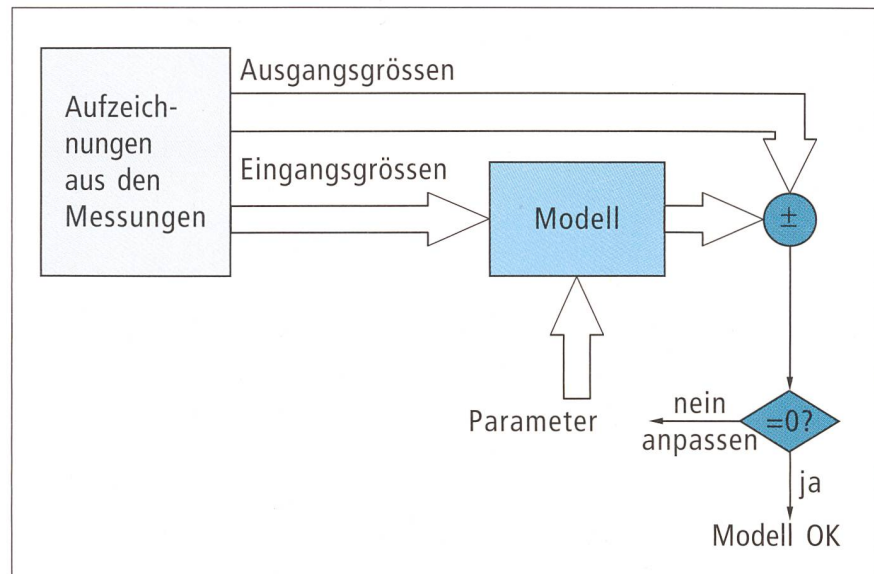 Ausgangsgrössen
Aufzeich-
nungen
aus den
Messungen
Eingangsgrössen
Modell
±
Parameter
nein
anpassen
=0?
ja
Modell OK